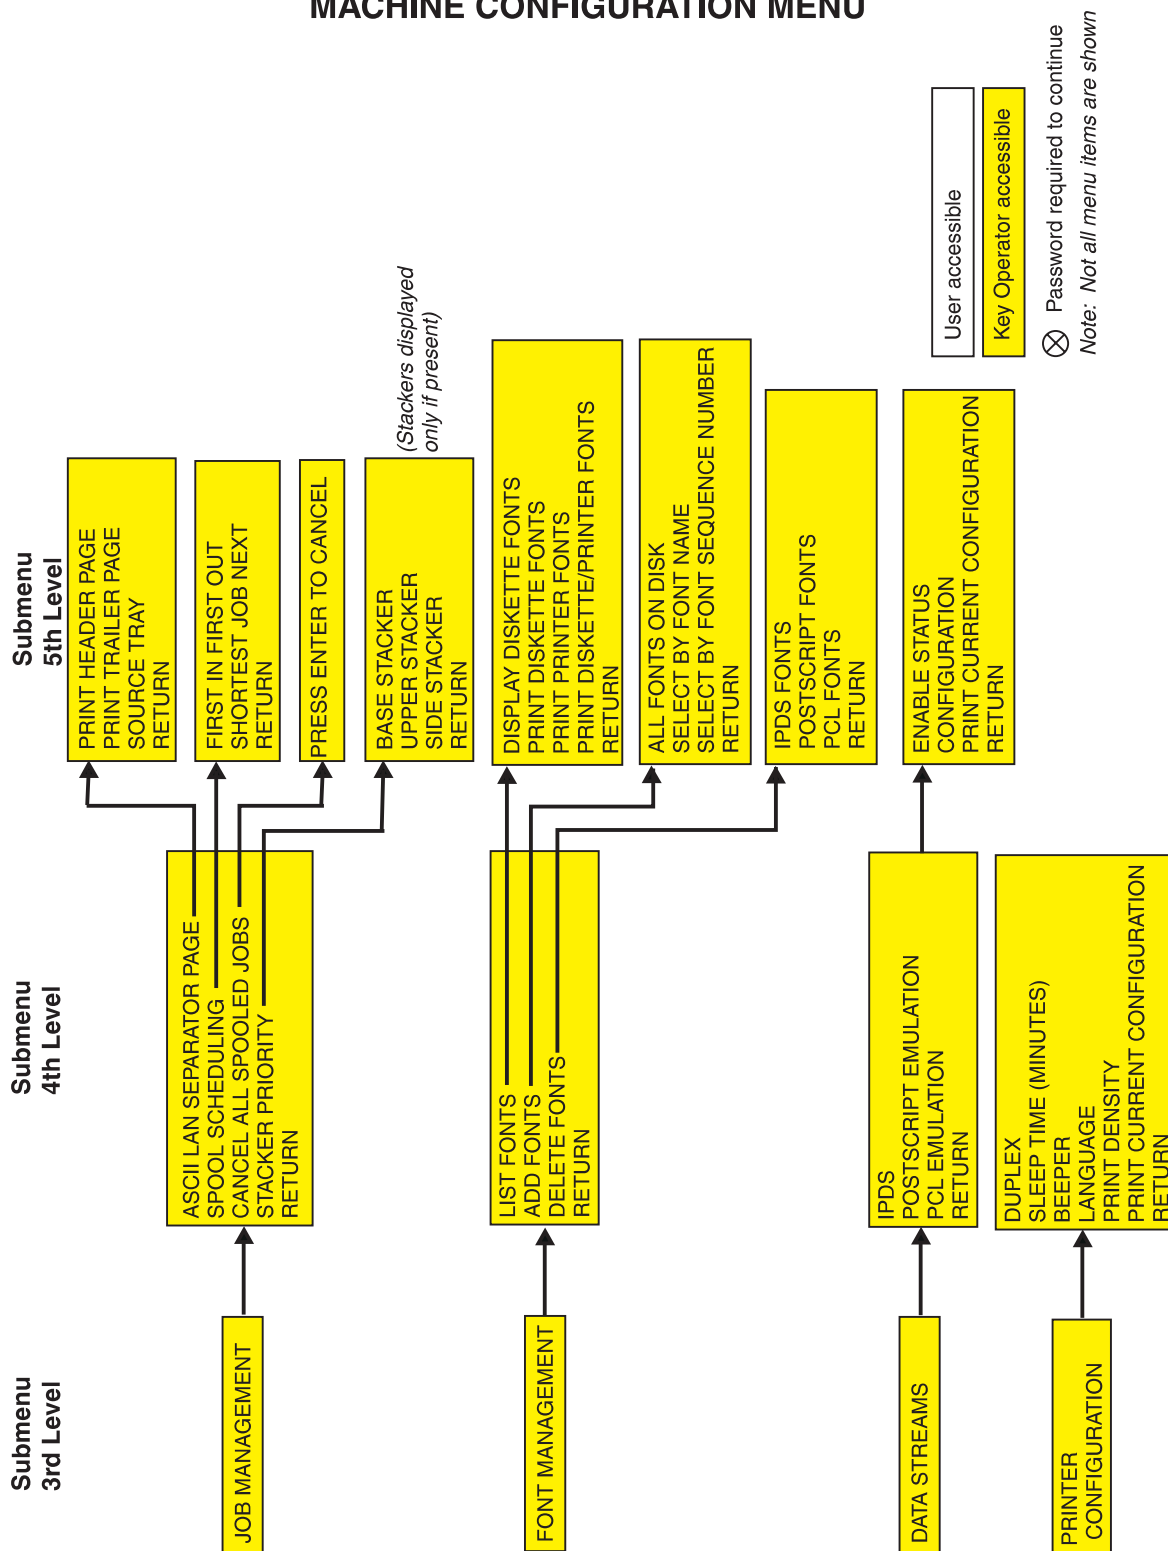 MACHINE CONFIGURATION MENU
Submenu
3rd Level
Submenu
4th Level
Submenu
5th Level
JOB MANAGEMENT
ASCII LAN SEPARATOR PAGE
SPOOL SCHEDULING
CANCEL ALL SPOOLED JOBS
STACKER PRIORITY
RETURN
PRINT HEADER PAGE
PRINT TRAILER PAGE
SOURCE TRAY
RETURN
FIRST IN FIRST OUT
SHORTEST JOB NEXT
RETURN
PRESS ENTER TO CANCEL
BASE STACKER
UPPER STACKER
SIDE STACKER
RETURN
(Stackers displayed
only if present)
FONT MANAGEMENT
LIST FONTS
ADD FONTS
DELETE FONTS
RETURN
DISPLAY DISKETTE FONTS
PRINT DISKETTE FONTS
PRINT PRINTER FONTS
PRINT DISKETTE/PRINTER FONTS
RETURN
ALL FONTS ON DISK
SELECT BY FONT NAME
SELECT BY FONT SEQUENCE NUMBER
RETURN
IPDS FONTS
POSTSCRIPT FONTS
PCL FONTS
RETURN
DATA STREAMS
IPDS
POSTSCRIPT EMULATION
PCL EMULATION
RETURN
ENABLE STATUS
CONFIGURATION
PRINT CURRENT CONFIGURATION
RETURN
PRINTER
CONFIGURATION
DUPLEX
SLEEP TIME (MINUTES)
BEEPER
LANGUAGE
PRINT DENSITY
PRINT CURRENT CONFIGURATION
RETURN
User accessible
Key Operator accessible
Password required to continue
Note: Not all menu items are shown